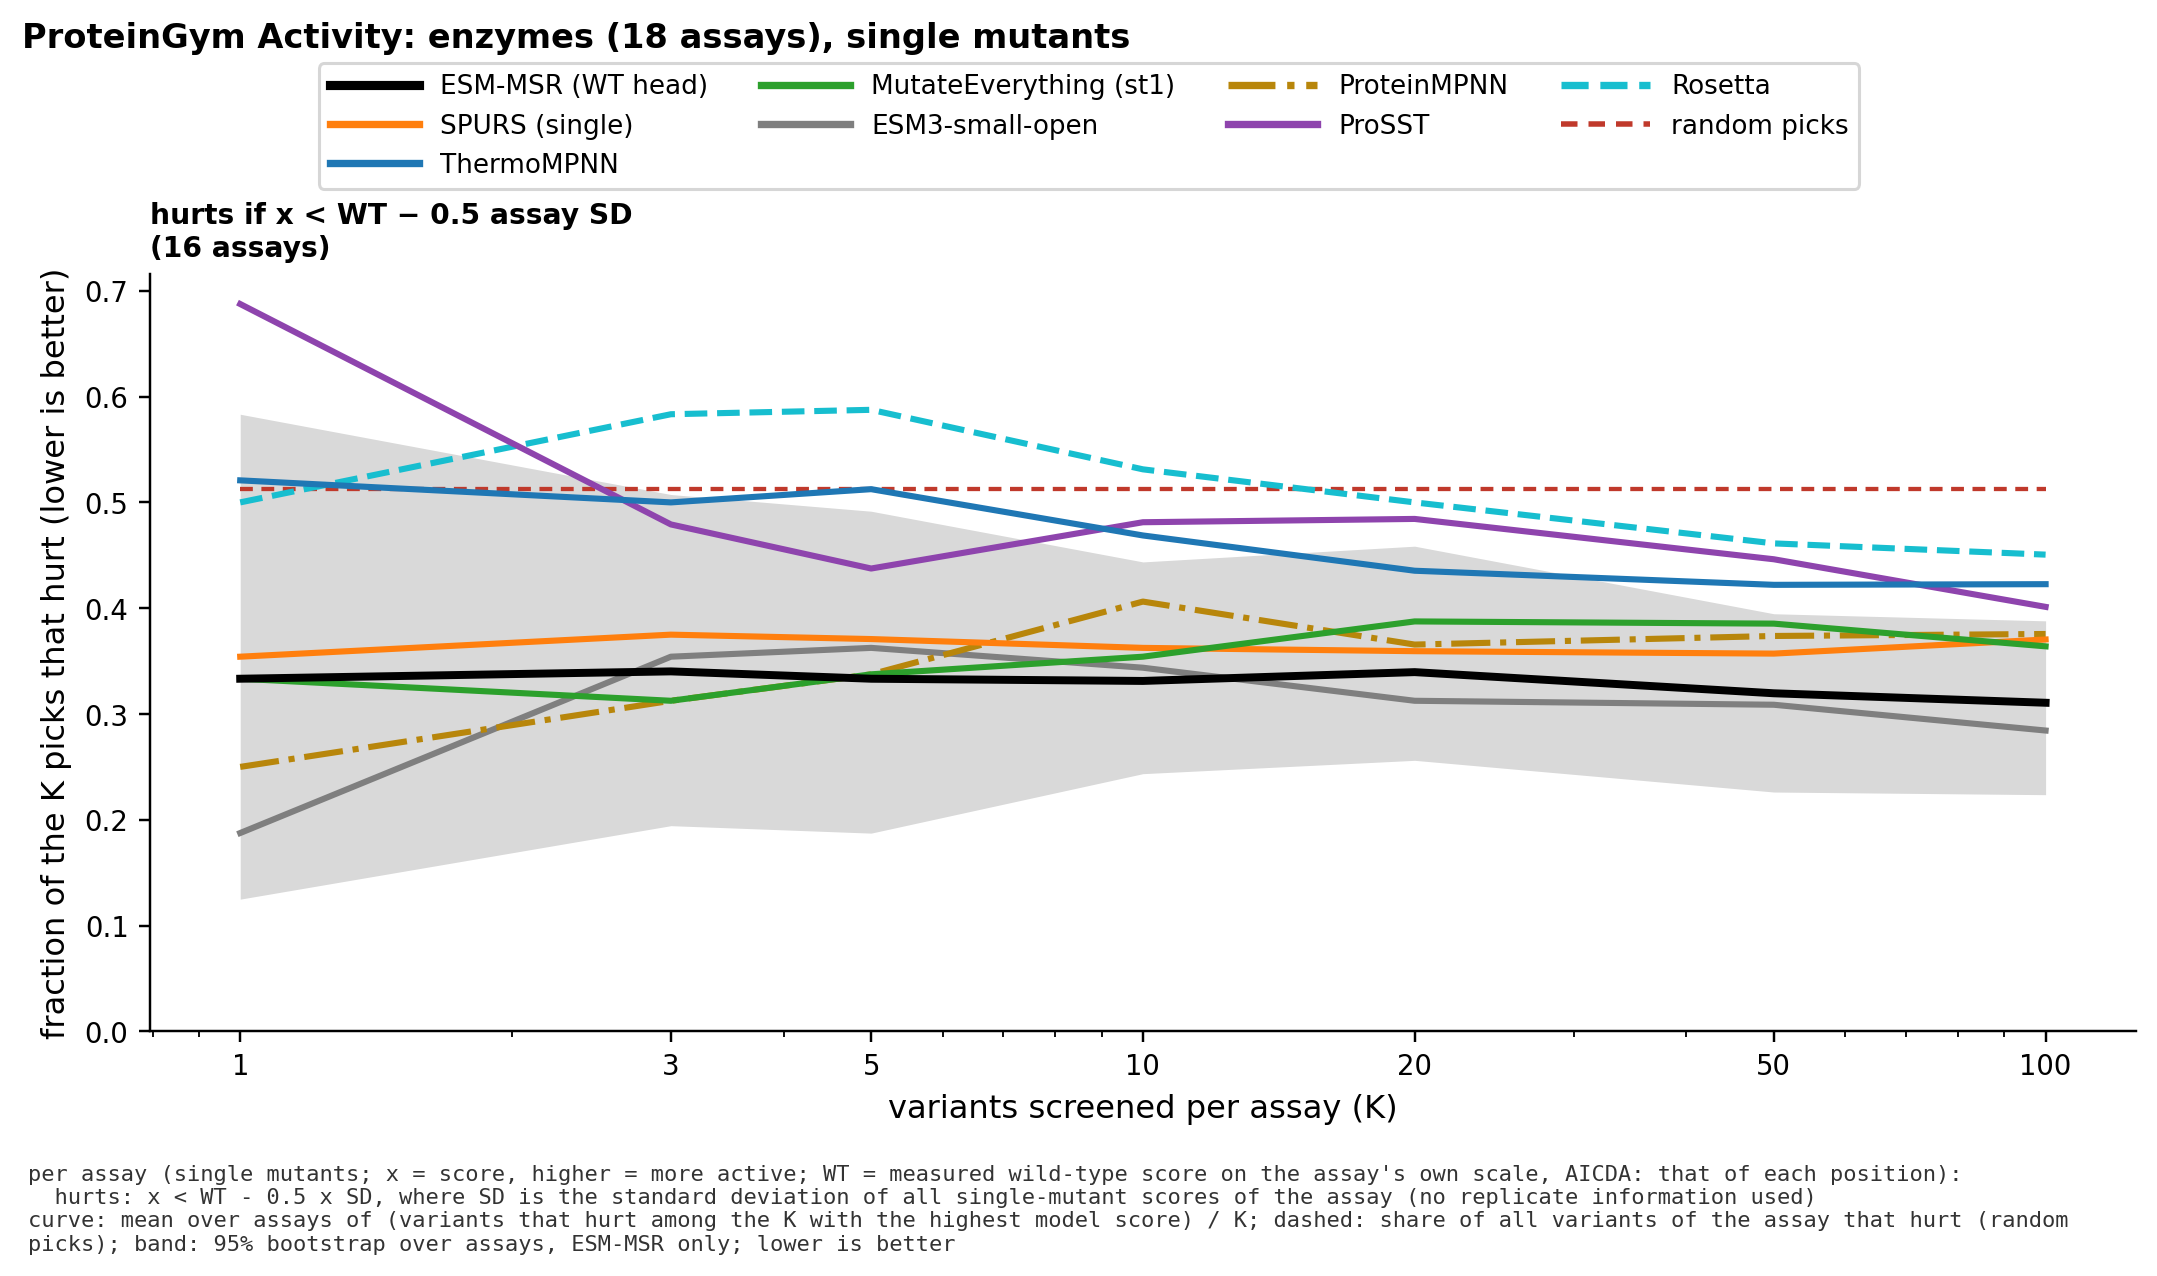 ProteinGym Activity: enzymes (18 assays), single mutants
ESM-MSR (WT head)
SPURS (single)
ThermoMPNN
MutateEverything (st1)
ESM3-small-open
ProteinMPNN
ProSST
Rosetta
random picks
hurts if x < WT − 0.5 assay SD
(16 assays)
fraction of the K picks that hurt (lower is better)
0.7
0.6
0.5
0.4
0.3
0.2
0.1
0.0
1 3 5 10 20 50 100
variants screened per assay (K)
per assay (single mutants; x = score, higher = more active; WT = measured wild-type score on the assay's own scale, AICDA: that of each position):
hurts: x < WT - 0.5 x SD, where SD is the standard deviation of all single-mutant scores of the assay (no replicate information used)
curve: mean over assays of (variants that hurt among the K with the highest model score) / K; dashed: share of all variants of the assay that hurt (random
picks); band: 95% bootstrap over assays, ESM-MSR only; lower is better